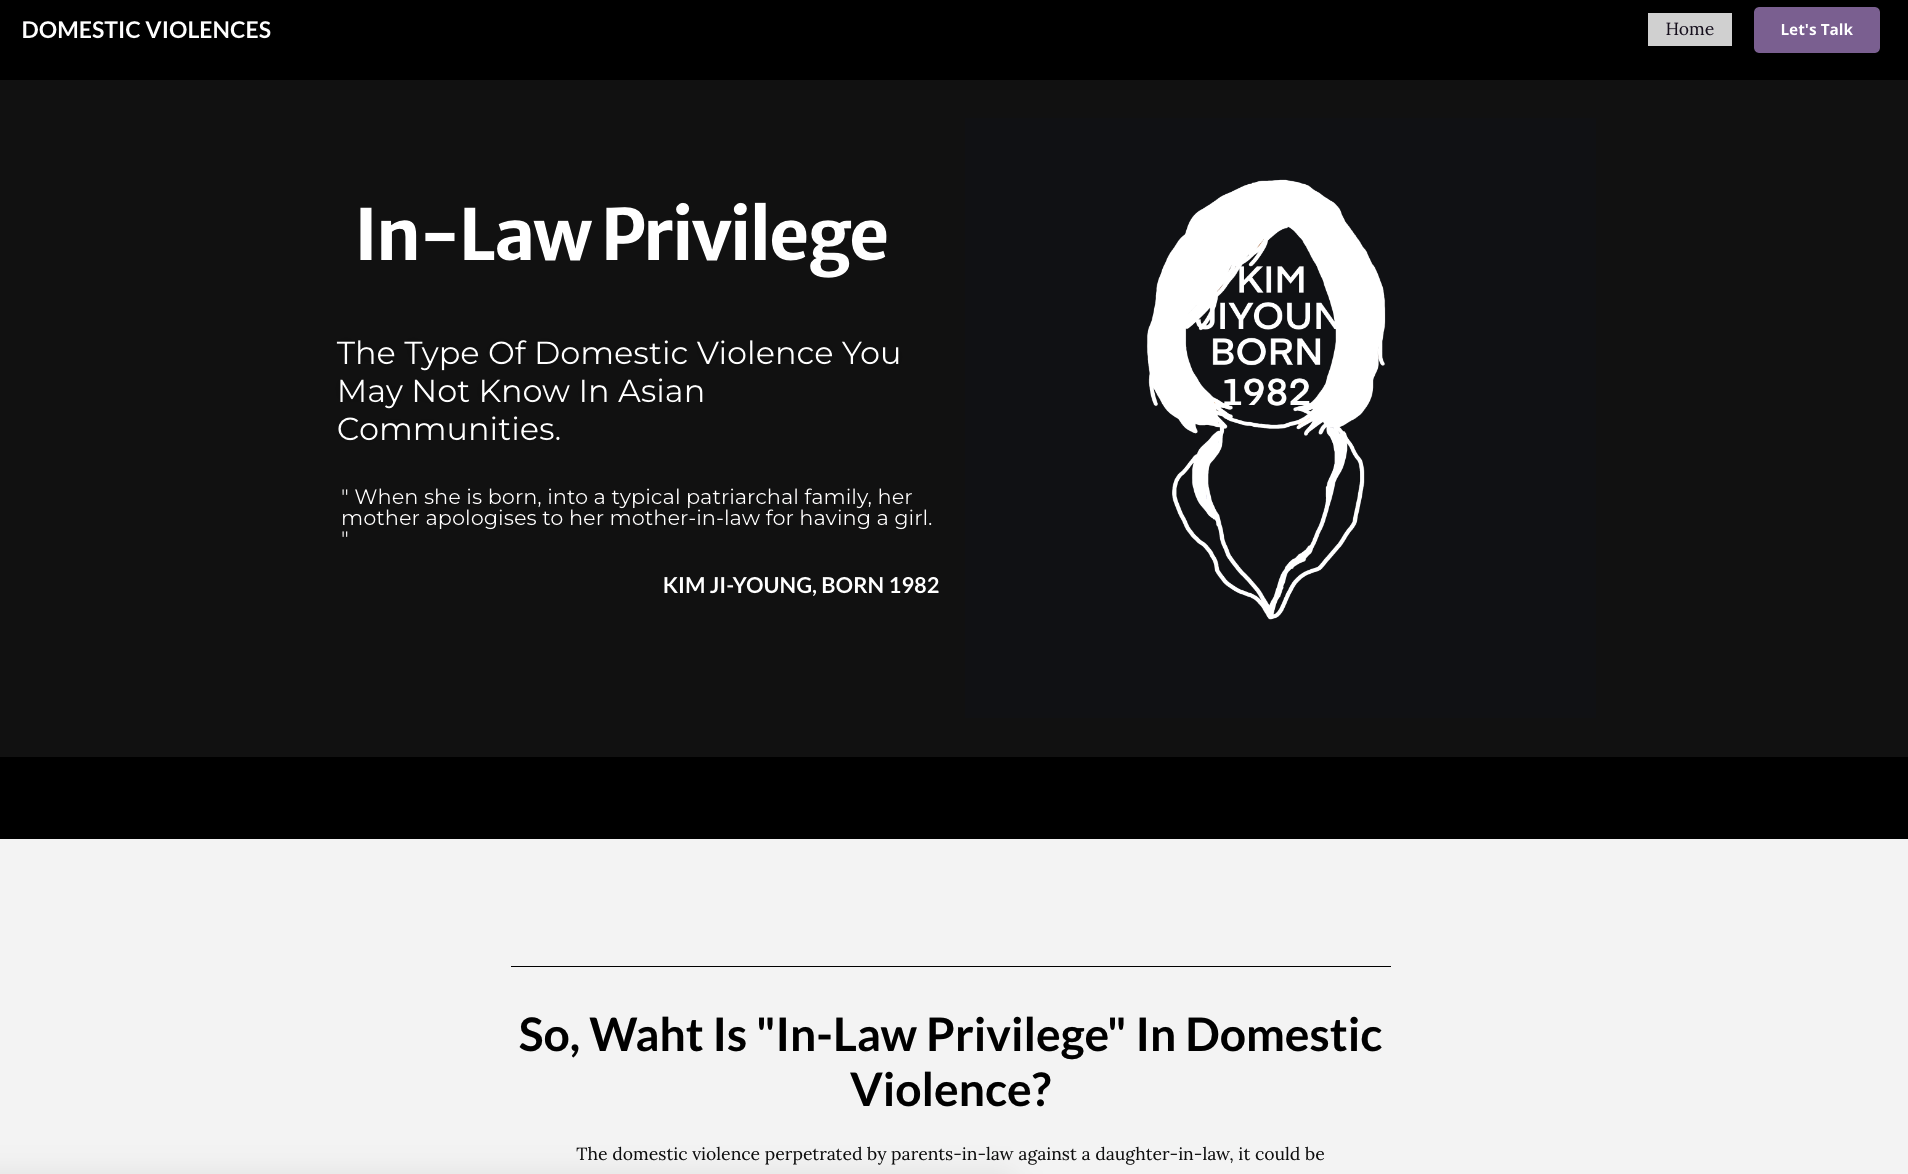 DOMESTIC VIOLENCES
Home
Let's Talk
In-Law Privilege
The Type Of Domestic Violence You
May Not Know In Asian
Communities.
" When she is born, into a typical patriarchal family, her
mother apologises to her mother-in-law for having a girl.
"
KIM JI-YOUNG, BORN 1982
KIM
JIYOUN
BORN
1982
So, Waht Is "In-Law Privilege" In Domestic
Violence?
The domestic violence perpetrated by parents-in-law against a daughter-in-law, it could be